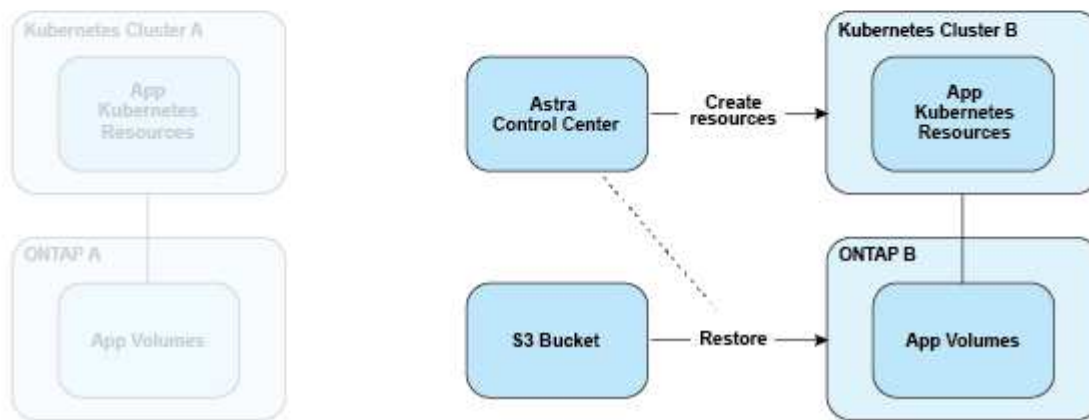 Kubernetes Cluster A
App
Kubernetes
Resources
ONTAP A
App Volumes
Astra
Control Center
Create
resources
Kubernetes Cluster B
App
Kubernetes
Resources
S3 Bucket
Restore
ONTAP B
App Volumes